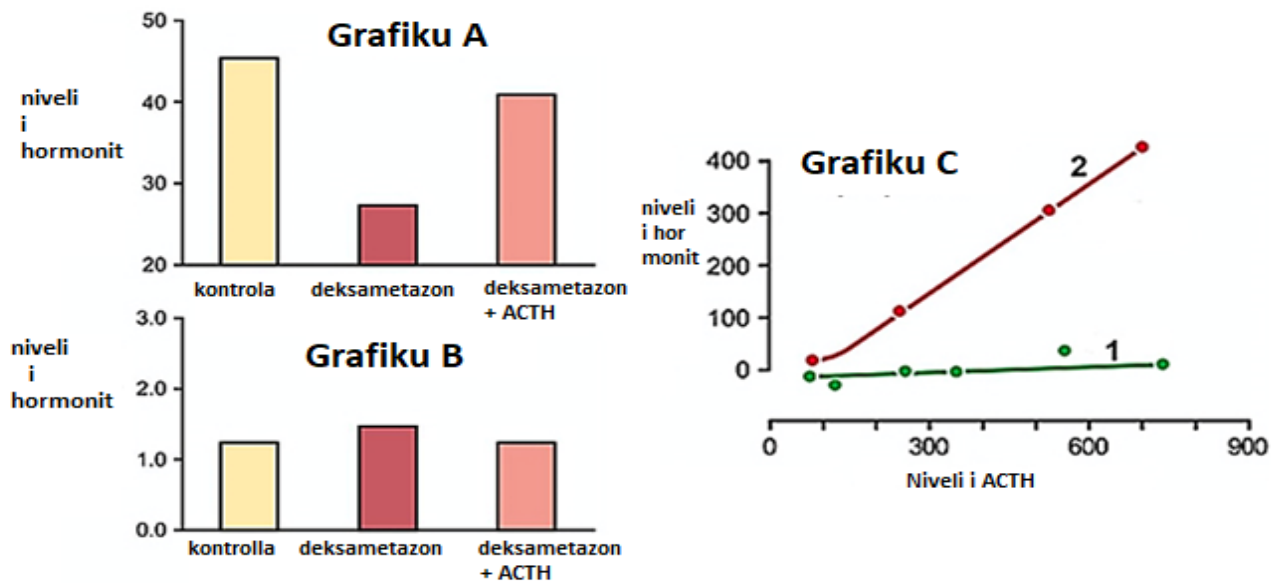 Grafiku A
niveli
i
hormonit
50
40
30
20
kontrola
deksametazon
deksametazon
+ ACTH
Grafiku B
niveli
i
hormonit
3.0
2.0
1.0
0.0
kontrolla
deksametazon
deksametazon
+ ACTH
Grafiku C
niveli
i hor
monit
400
300
200
100
0
2
1
0
300
600
900
Niveli i ACTH